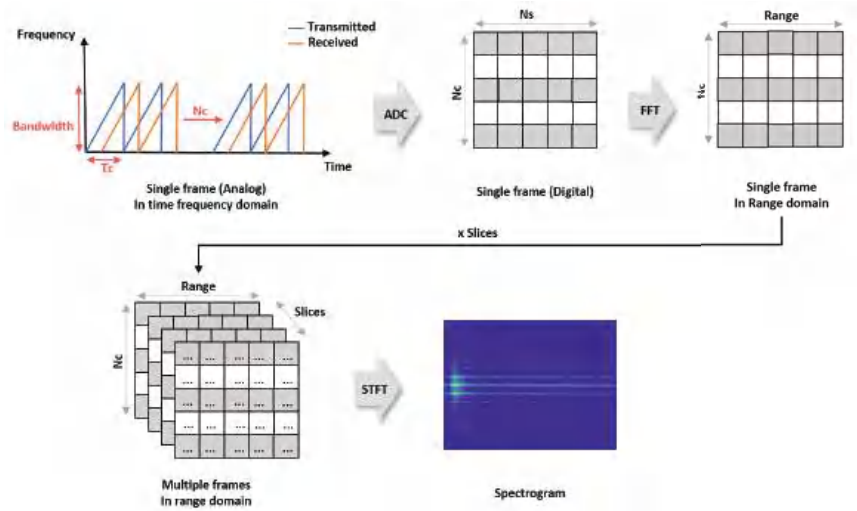 Frequency
Transmitted
Received
Bandwidth
Nc
Tc
Time
Single frame (Analog)
In time frequency domain
ADC
Ns
Nc
Single frame (Digital)
FFT
Range
Nc
Single frame
In Range domain
x Slices
Range
Slices
Nc
... ... ... ... ...
... ... ... ... ...
... ... ... ... ...
... ... ... ... ...
... ... ... ... ...
Multiple frames
In range domain
STFT
Spectrogram